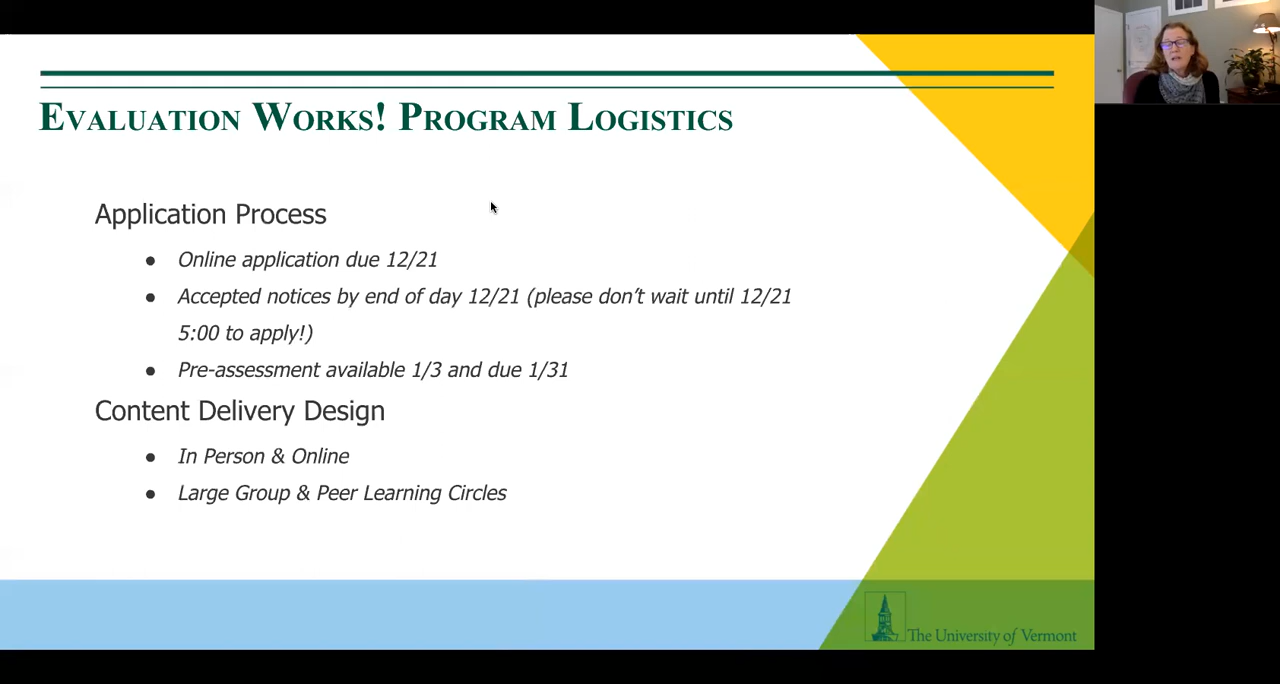 EVALUATION WORKS! PROGRAM LOGISTICS
Application Process
● Online application due 12/21
● Accepted notices by end of day 12/21 (please don’t wait until 12/21
5:00 to apply!)
● Pre-assessment available 1/3 and due 1/31
Content Delivery Design
● In Person & Online
● Large Group & Peer Learning Circles
The University of Vermont